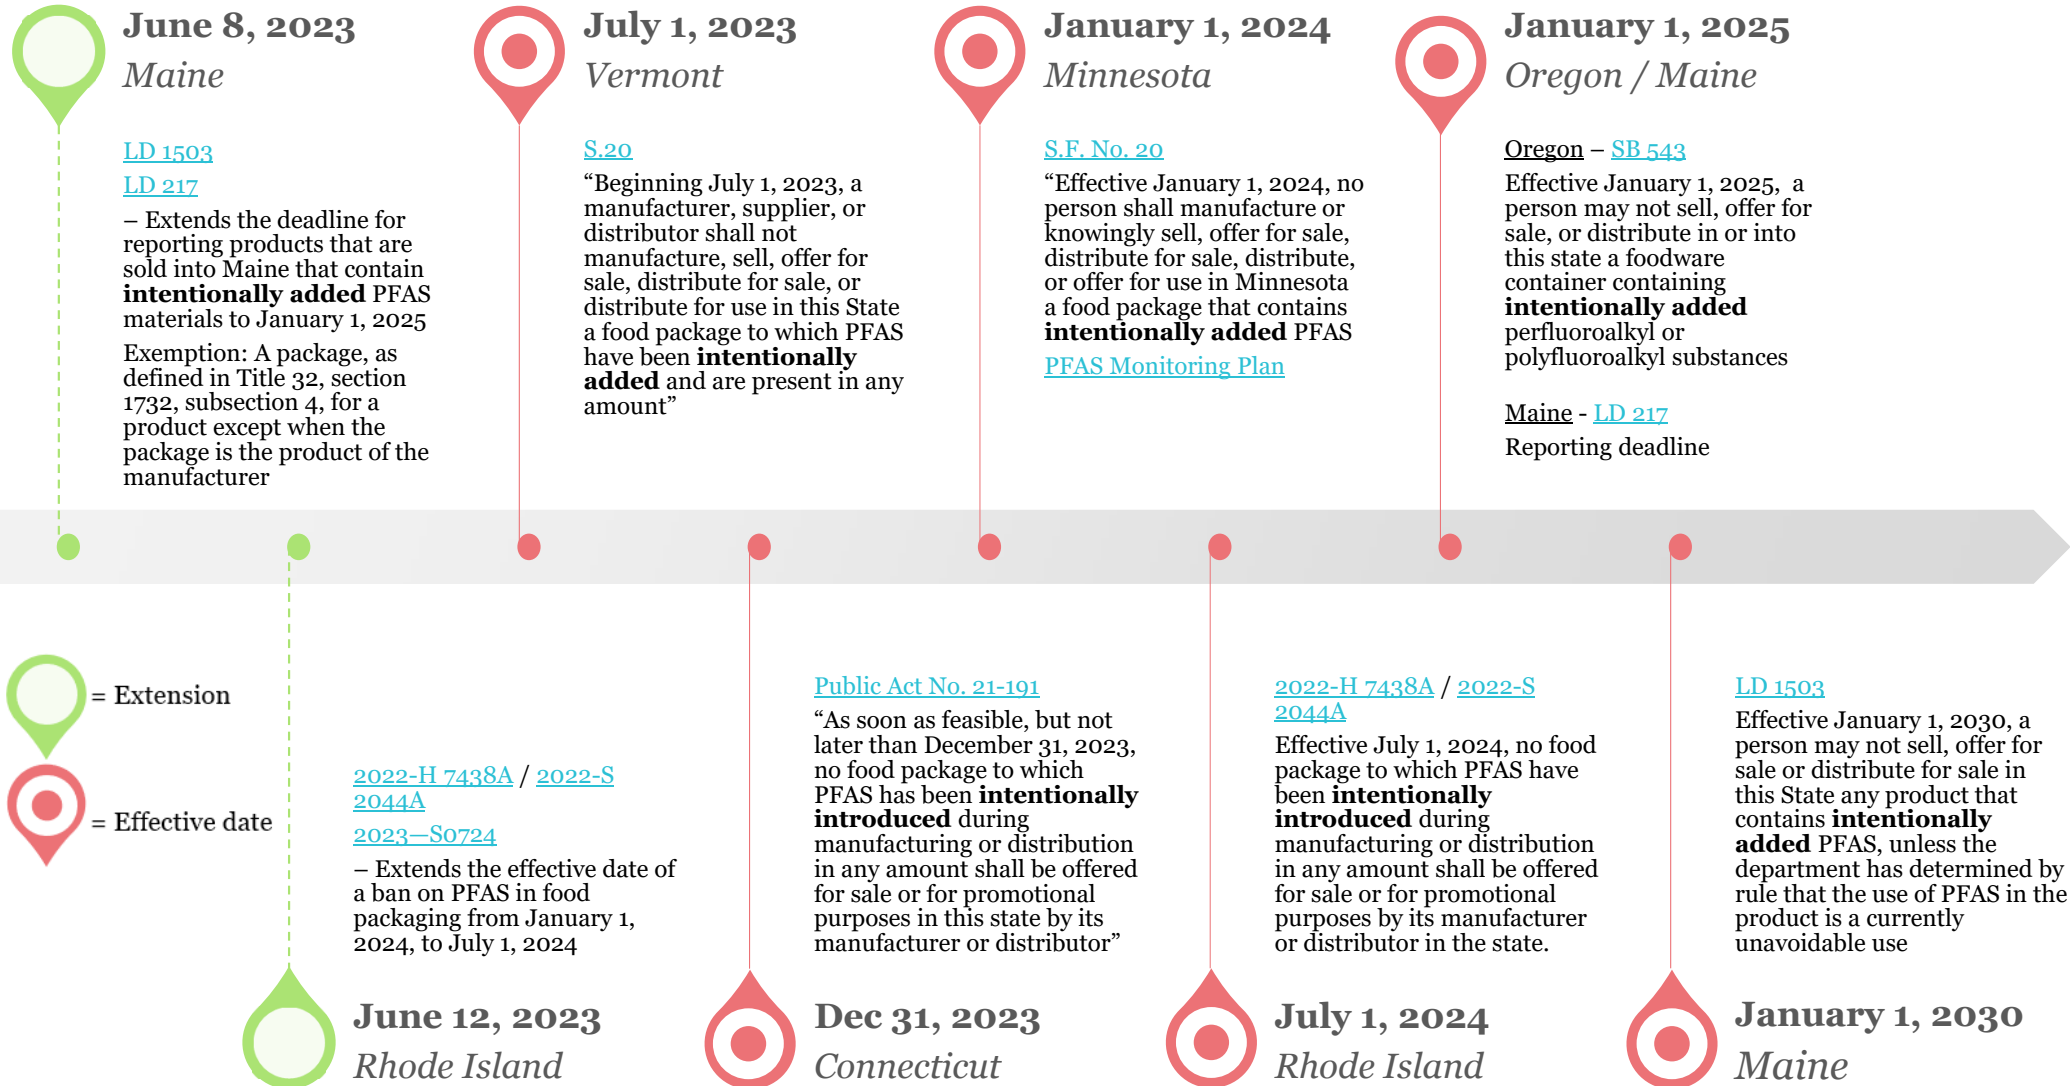 June 8, 2023
Maine
LD 1503
LD 217
– Extends the deadline for
reporting products that are
sold into Maine that contain
intentionally added PFAS
materials to January 1, 2025
Exemption: A package, as
defined in Title 32, section
1732, subsection 4, for a
product except when the
package is the product of the
manufacturer
July 1, 2023
Vermont
S.20
“Beginning July 1, 2023, a
manufacturer, supplier, or
distributor shall not
manufacture, sell, offer for
sale, distribute for sale, or
distribute for use in this State
a food package to which PFAS
have been intentionally
added and are present in any
amount”
January 1, 2024
Minnesota
S.F. No. 20
“Effective January 1, 2024, no
person shall manufacture or
knowingly sell, offer for sale,
distribute for sale, distribute,
or offer for use in Minnesota
a food package that contains
intentionally added PFAS
PFAS Monitoring Plan
January 1, 2025
Oregon / Maine
Oregon – SB 543
Effective January 1, 2025, a
person may not sell, offer for
sale, or distribute in or into
this state a foodware
container containing
intentionally added
perfluoroalkyl or
polyfluoroalkyl substances
Maine - LD 217
Reporting deadline
= Extension
= Effective date
2022-H 7438A / 2022-S
2044A
2023—S0724
– Extends the effective date of
a ban on PFAS in food
packaging from January 1,
2024, to July 1, 2024
June 12, 2023
Rhode Island
Public Act No. 21-191
“As soon as feasible, but not
later than December 31, 2023,
no food package to which
PFAS has been intentionally
introduced during
manufacturing or distribution
in any amount shall be offered
for sale or for promotional
purposes in this state by its
manufacturer or distributor”
Dec 31, 2023
Connecticut
2022-H 7438A / 2022-S
2044A
Effective July 1, 2024, no food
package to which PFAS have
been intentionally
introduced during
manufacturing or distribution
in any amount shall be offered
for sale or for promotional
purposes by its manufacturer
or distributor in the state.
July 1, 2024
Rhode Island
LD 1503
Effective January 1, 2030, a
person may not sell, offer for
sale or distribute for sale in
this State any product that
contains intentionally
added PFAS, unless the
department has determined by
rule that the use of PFAS in the
product is a currently
unavoidable use
January 1, 2030
Maine